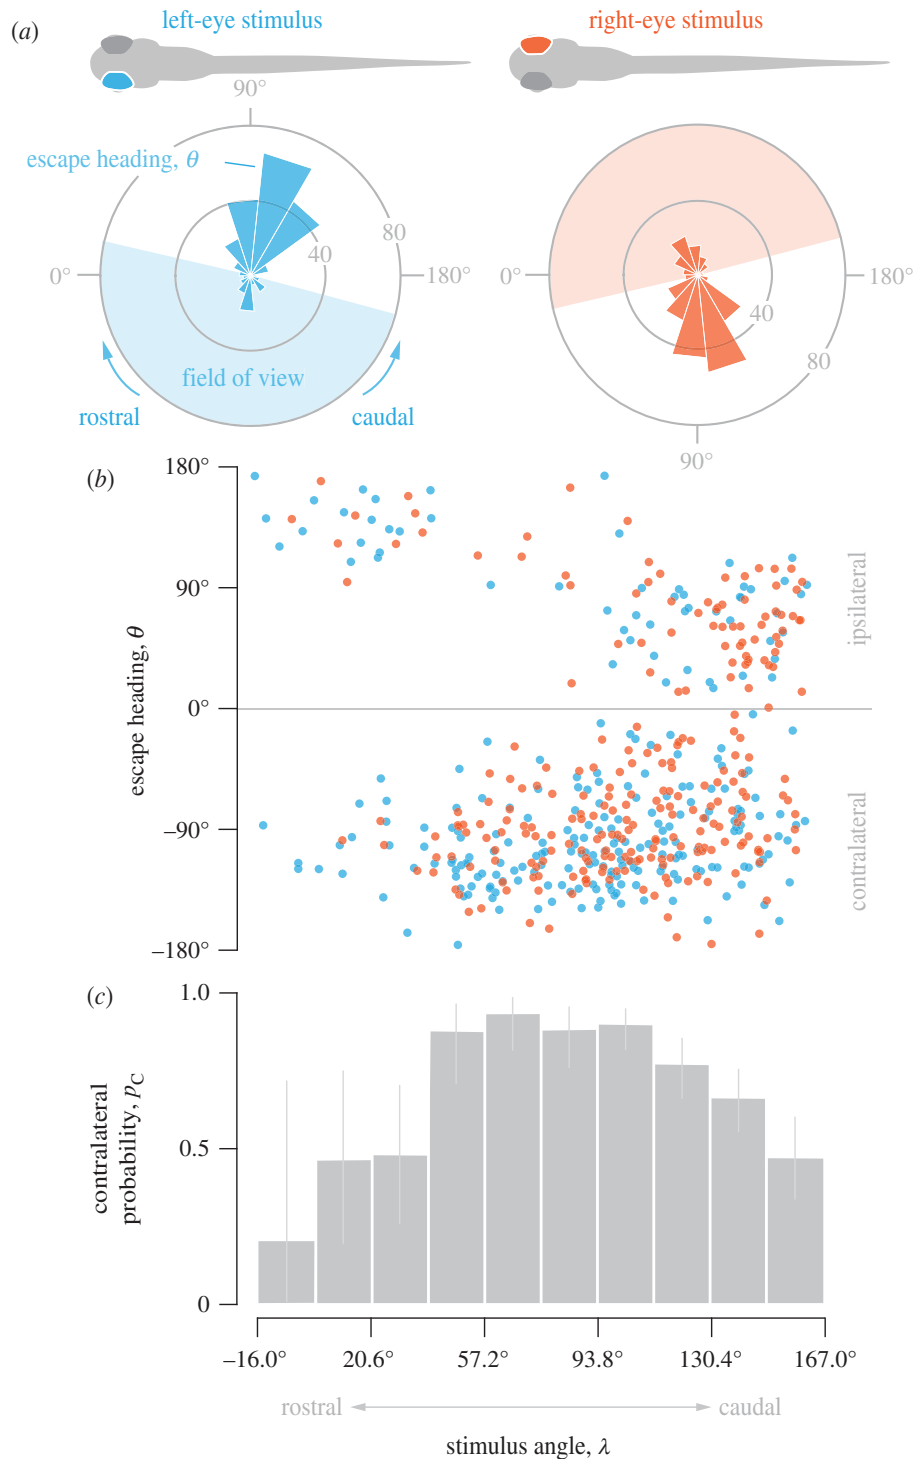 (a)
left-eye stimulus
right-eye stimulus
90°
escape heading, θ
80
40
0°
180°
field of view
rostral
caudal
0°
180°
40
80
90°
(b)
180°
90°
0°
–90°
–180°
escape heading, θ
ipsilateral
contralateral
(c)
1.0
0.5
0
contralateral
probability, pC
–16.0°
20.6°
57.2°
93.8°
130.4°
167.0°
rostral
caudal
stimulus angle, λ